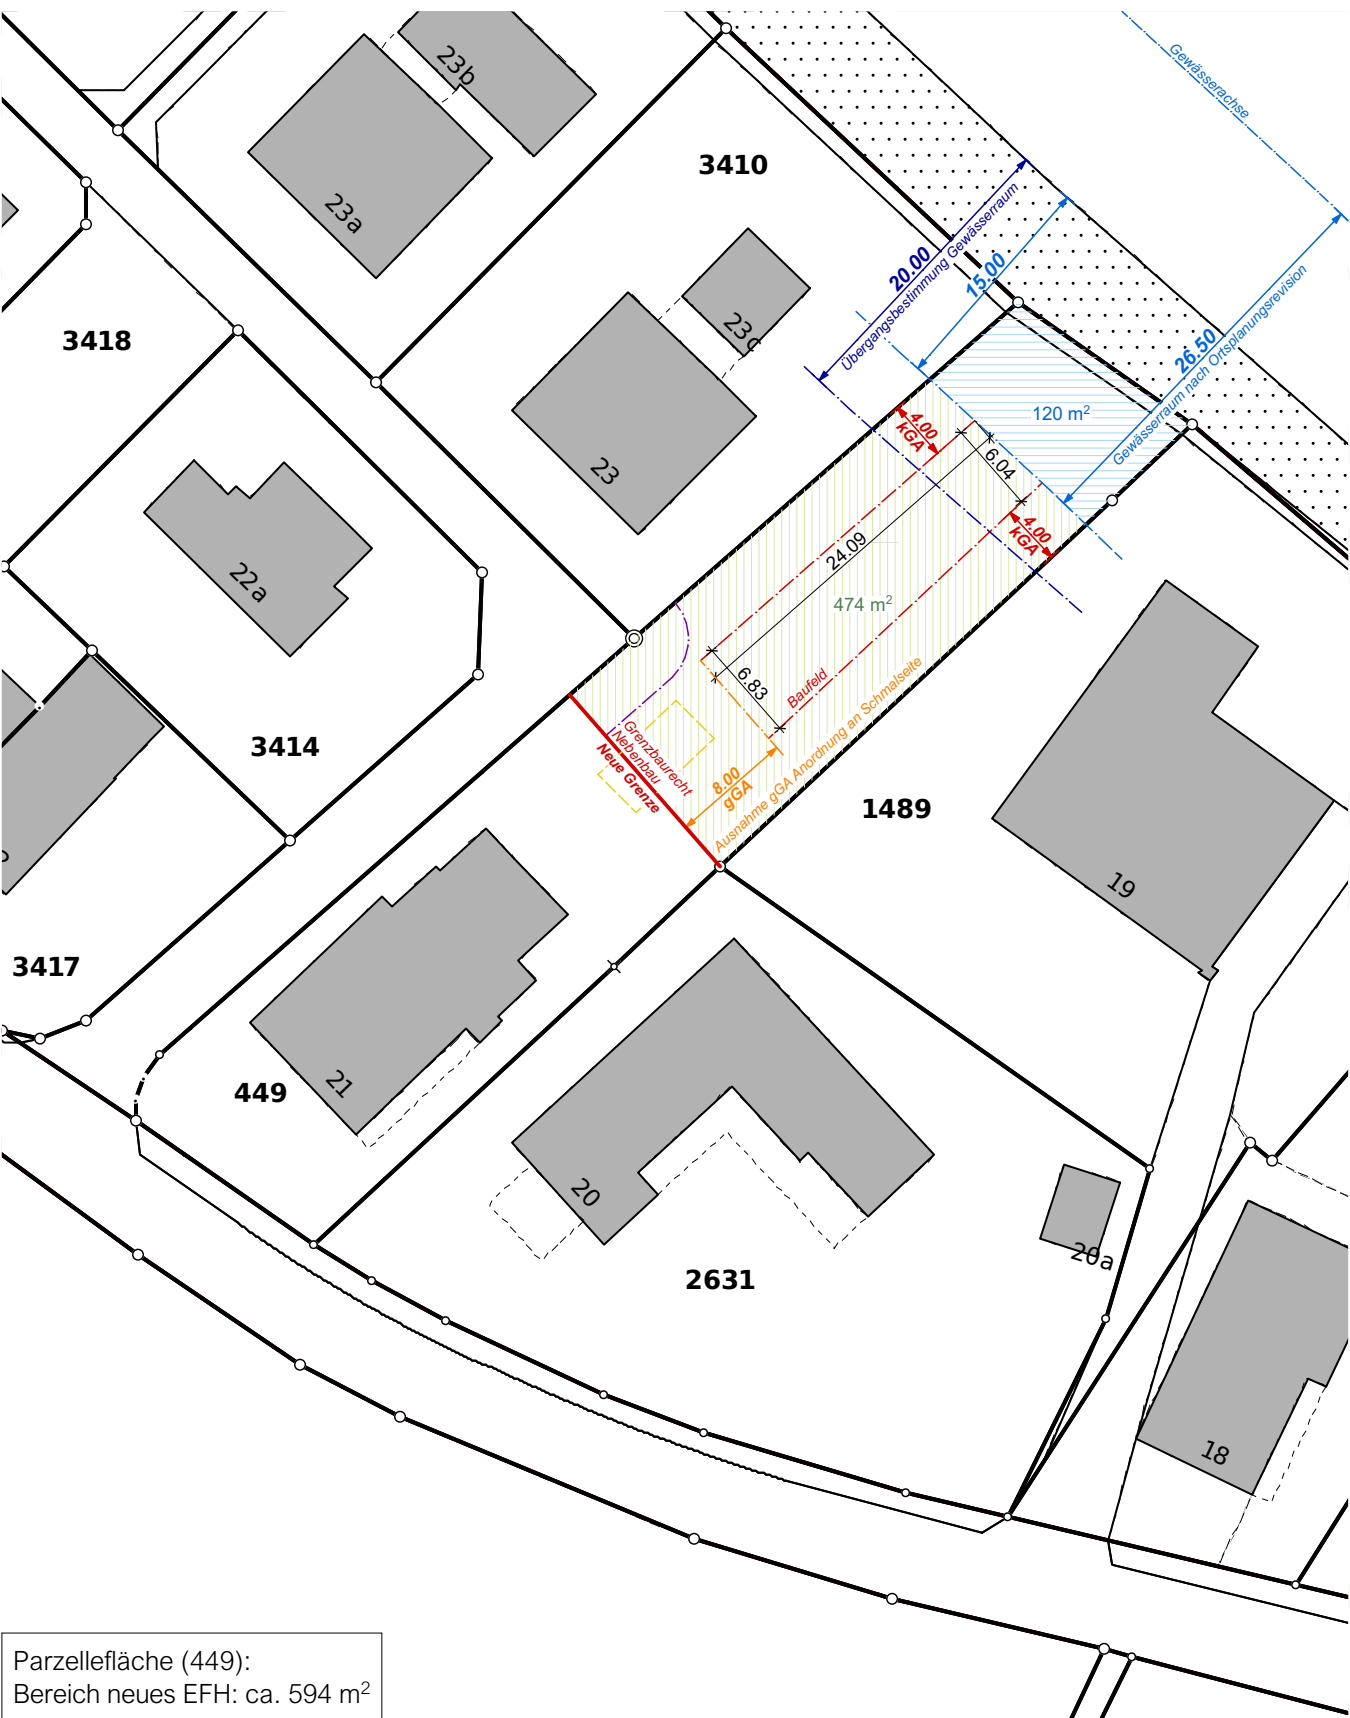 23b
Gewässerachse
3410
23a
20.00
Übergangsbestimmung Gewässerraum
15.00
26.50
Gewässerraum nach Ortsplanungsrevision
3418
23c
120 m²
4.00
kGA
6.04
23
4.00
kGA
24.09
22a
474 m²
6.83
Baufeld
Grenzbaurecht
Nebenbau
Neue Grenze
8.00
gGA
Ausnahme gGA Anordnung an Schmalseite
3414
1489
19
3417
449
21
20
20a
2631
18
Parzellefläche (449):
Bereich neues EFH: ca. 594 m²